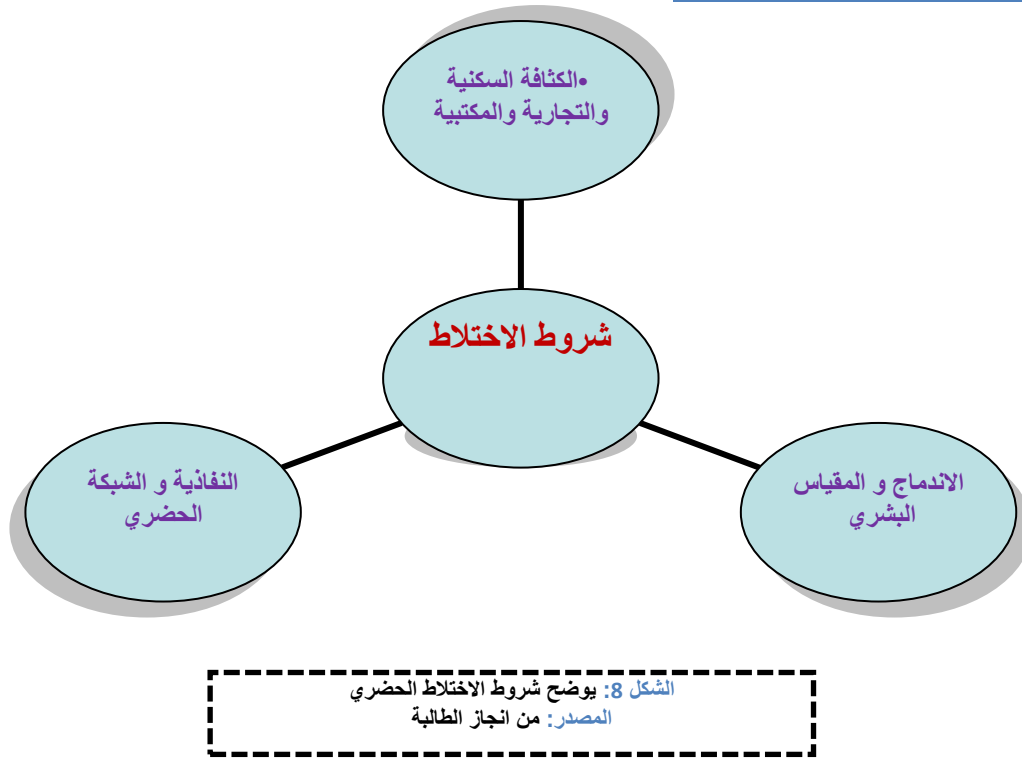 •الكثافة السكنية
والتجارية والمكتبية
شروط الاختلاط
الاندماج و المقياس
البشري
النفاذية و الشبكة
الحضري
الشكل 8: يوضح شروط الاختلاط الحضري
المصدر: من انجاز الطالبة